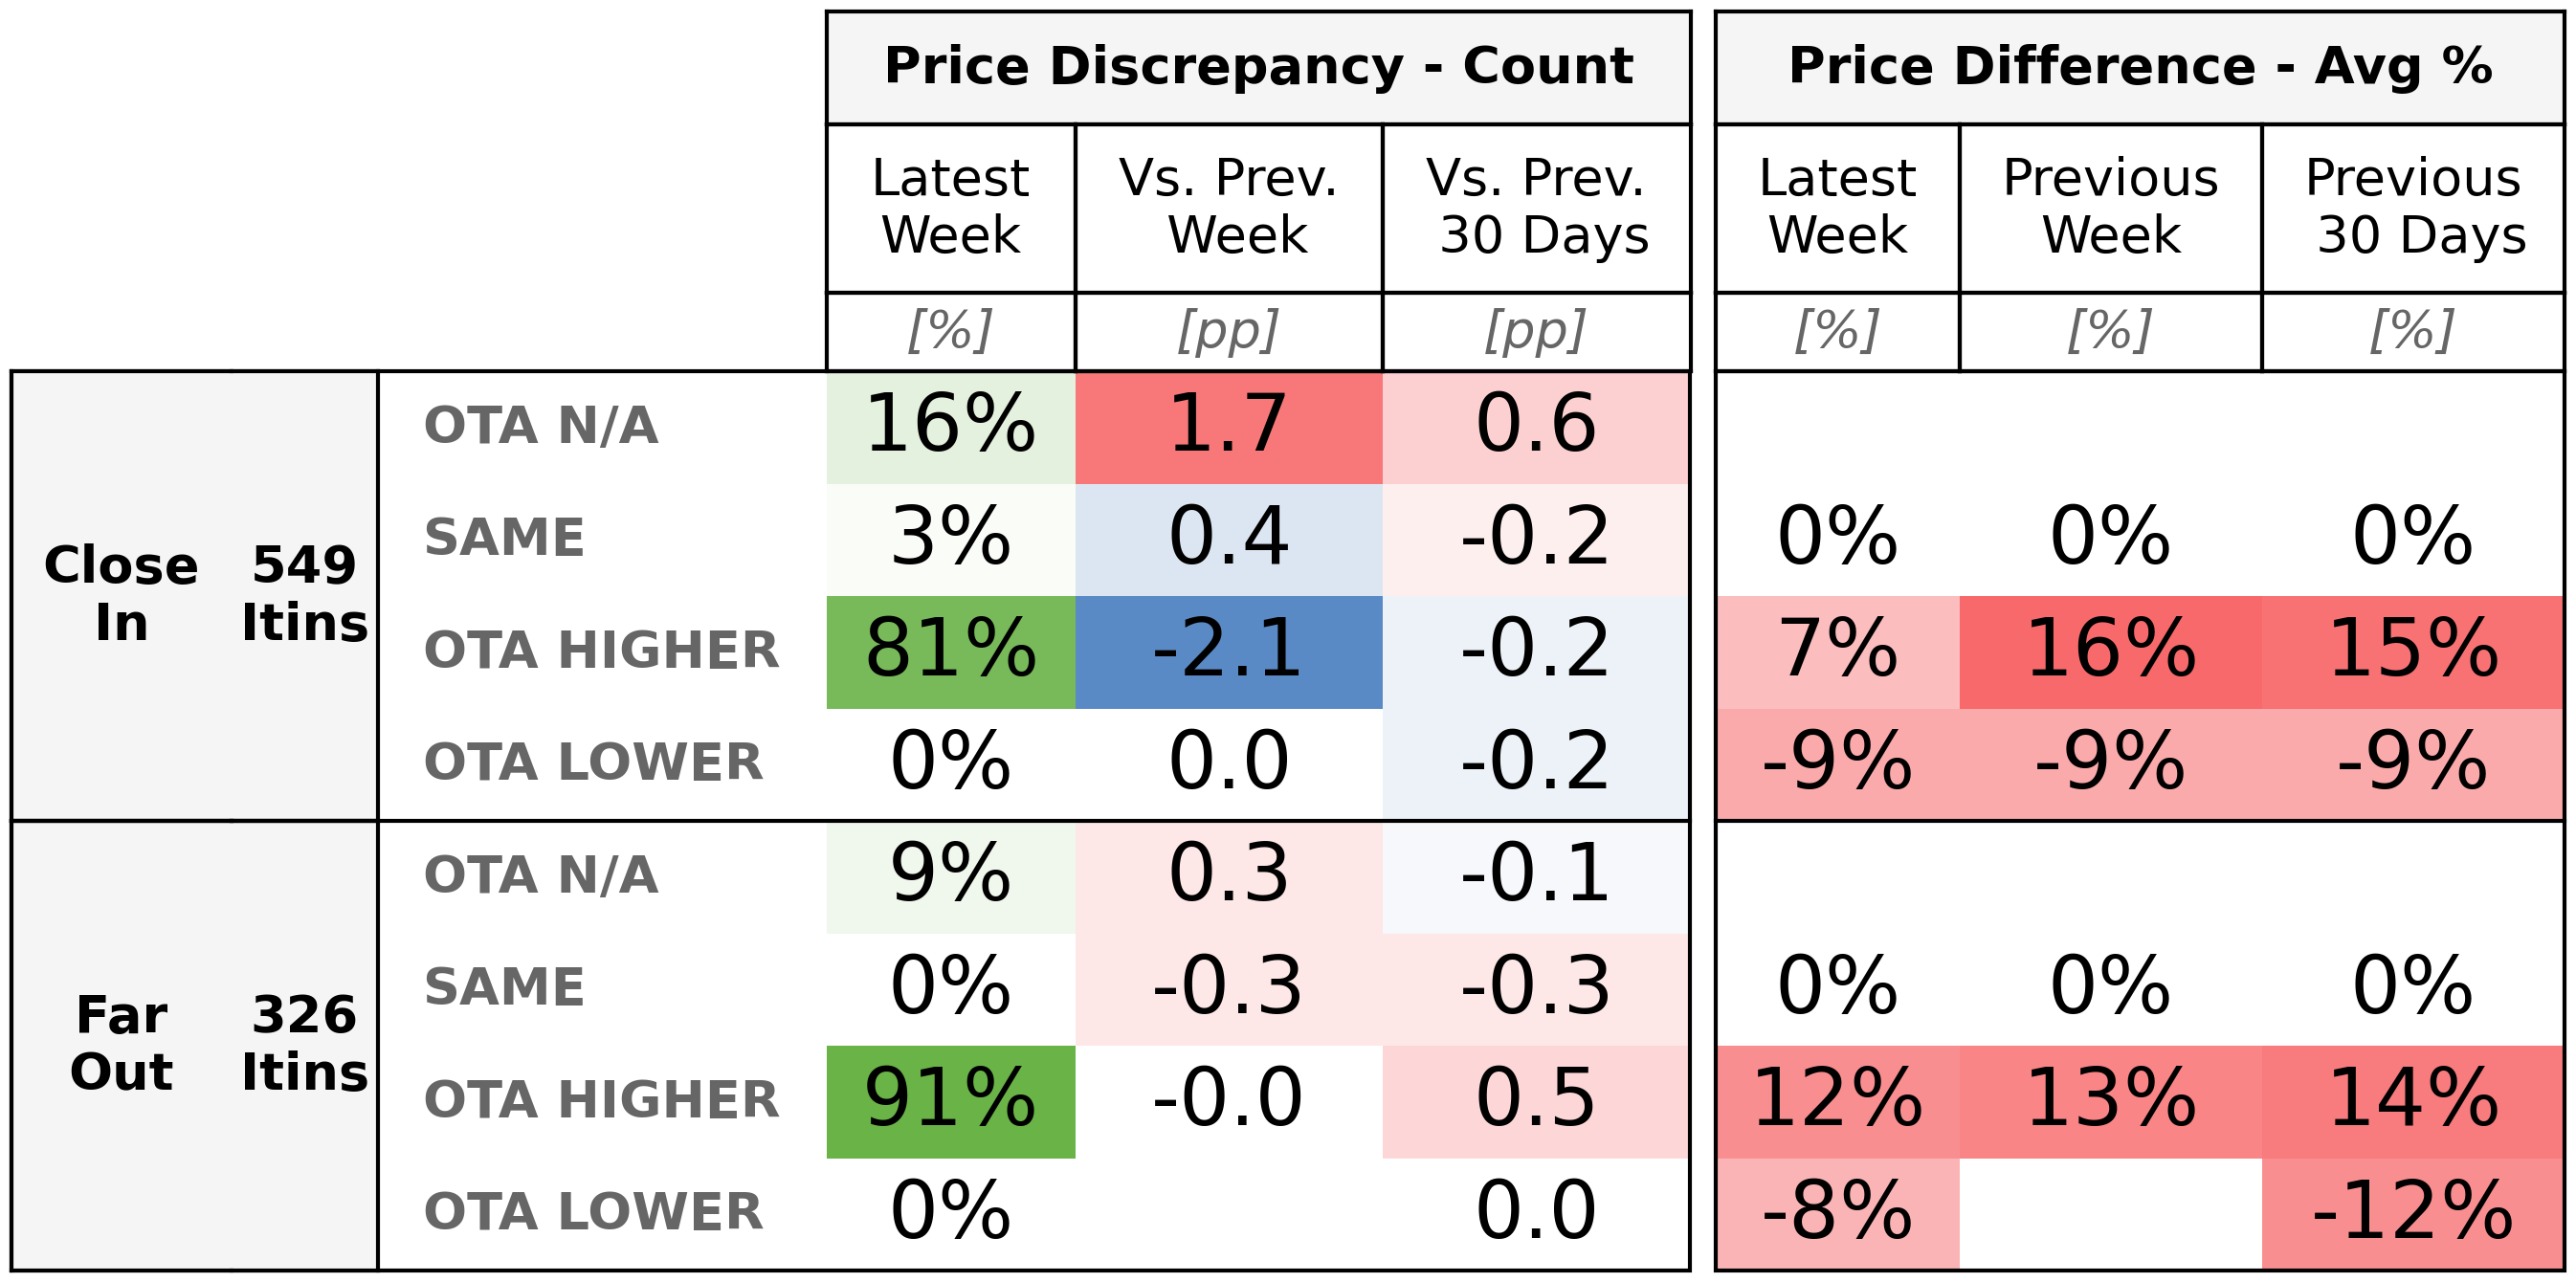 Price Discrepancy - Count
Price Difference - Avg %
Latest Week
Vs. Prev. Week
Vs. Prev. 30 Days
Latest Week
Previous Week
Previous 30 Days
[%] [pp] [pp] [%] [%] [%]
Close In
549 Itins
OTA N/A 16% 1.7 0.6
SAME 3% 0.4 -0.2 0% 0% 0%
OTA HIGHER 81% -2.1 -0.2 7% 16% 15%
OTA LOWER 0% 0.0 -0.2 -9% -9% -9%
Far Out
326 Itins
OTA N/A 9% 0.3 -0.1
SAME 0% -0.3 -0.3 0% 0% 0%
OTA HIGHER 91% -0.0 0.5 12% 13% 14%
OTA LOWER 0% 0.0 -8% -12%